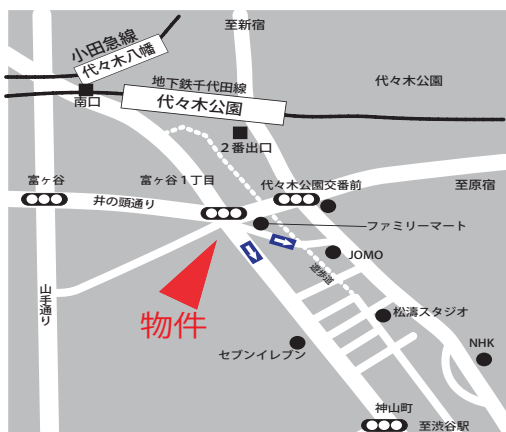 至新宿
小田急線
代々木八幡
地下鉄千代田線
代々木公園
代々木公園
南口
2番出口
富ヶ谷
富ヶ谷1丁目
代々木公園交番前
至原宿
井の頭通り
ファミリーマート
JOMO
遊歩道
山手通り
物件
松濤スタジオ
セブンイレブン
NHK
神山町
至渋谷駅